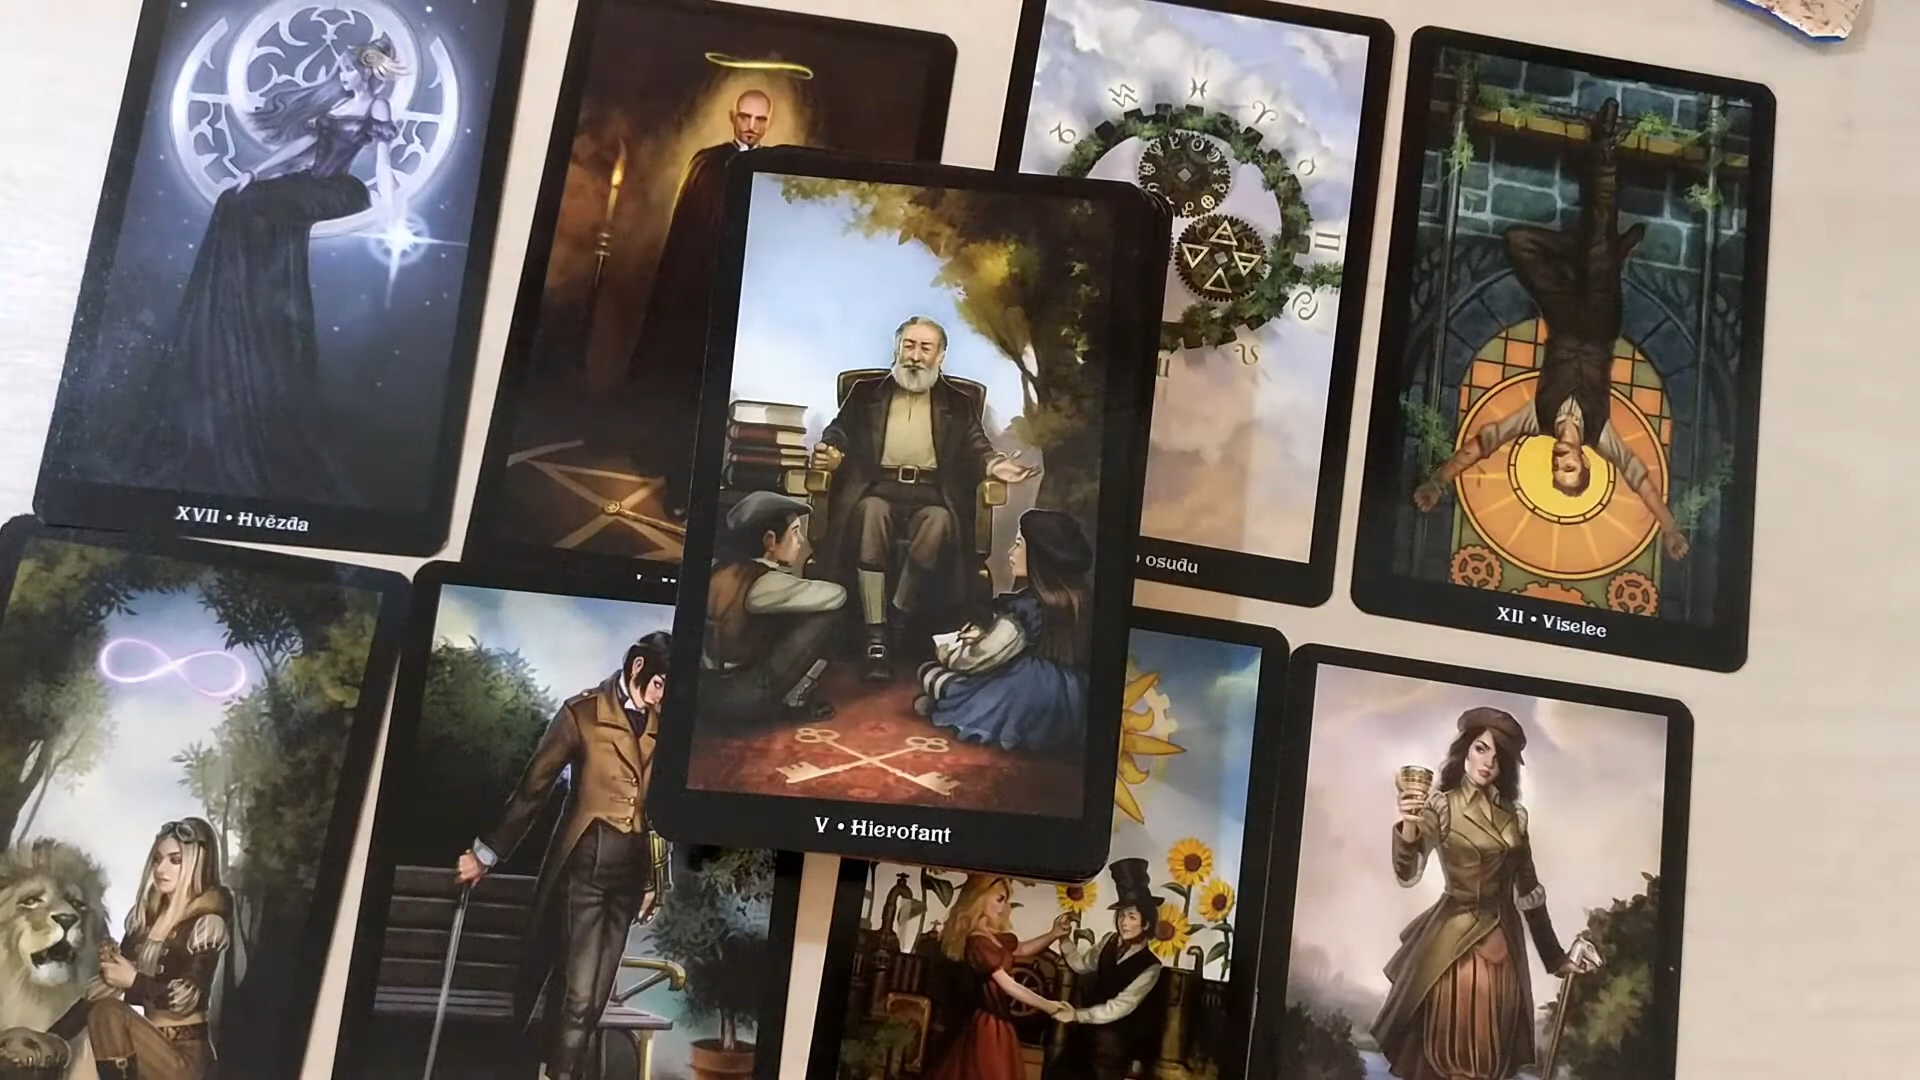 XVII • Hvězda
osudu
XII • Viselec
V • Hierofant